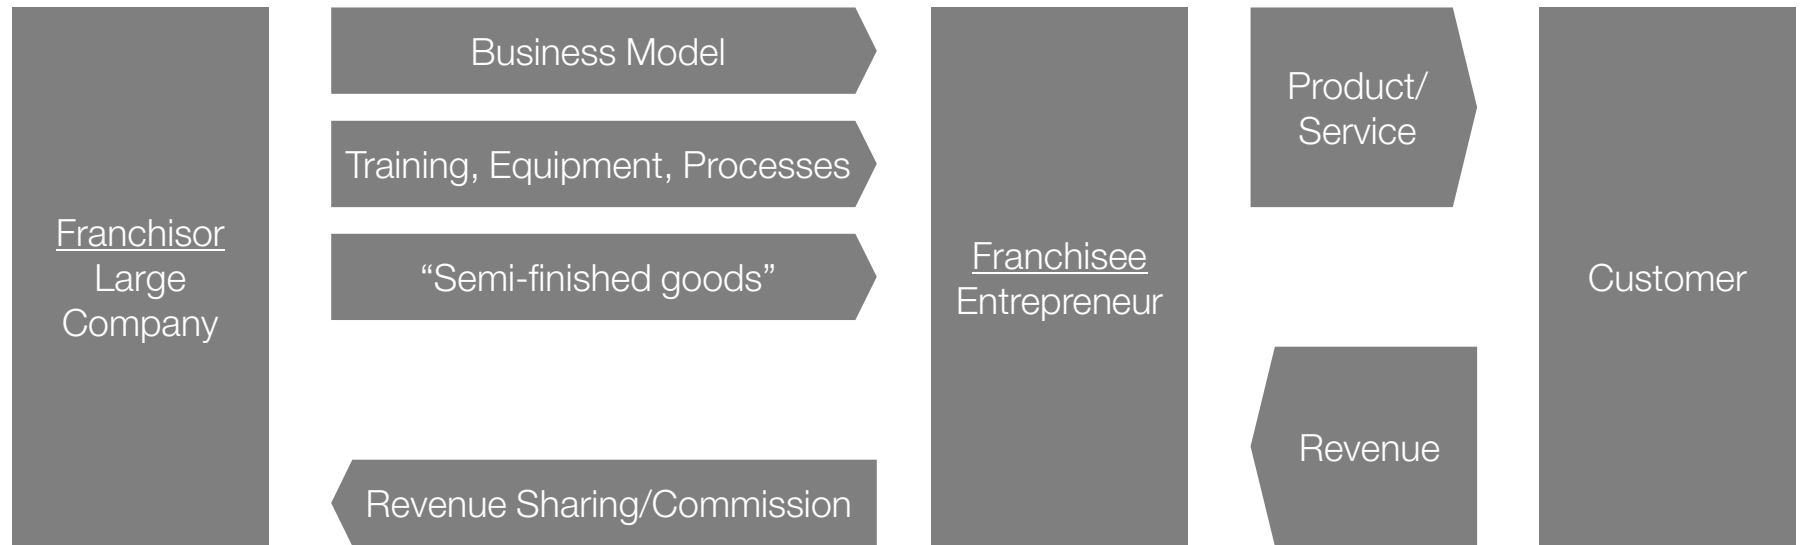 Franchisor
Large
Company
Business Model
Training, Equipment, Processes
“Semi-finished goods”
Revenue Sharing/Commission
Franchisee
Entrepreneur
Product/
Service
Revenue
Customer